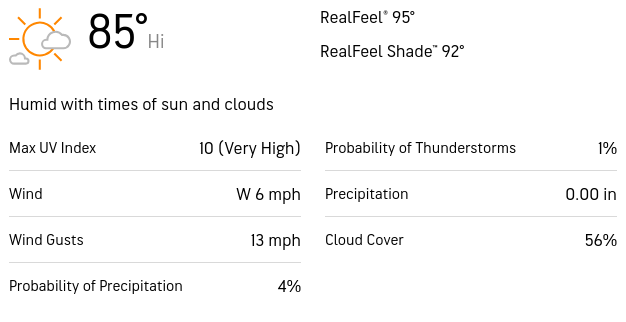 85° Hi
RealFeel® 95°
RealFeel Shade™ 92°
Humid with times of sun and clouds
Max UV Index 10 (Very High)
Wind W 6 mph
Wind Gusts 13 mph
Probability of Precipitation 4%
Probability of Thunderstorms 1%
Precipitation 0.00 in
Cloud Cover 56%